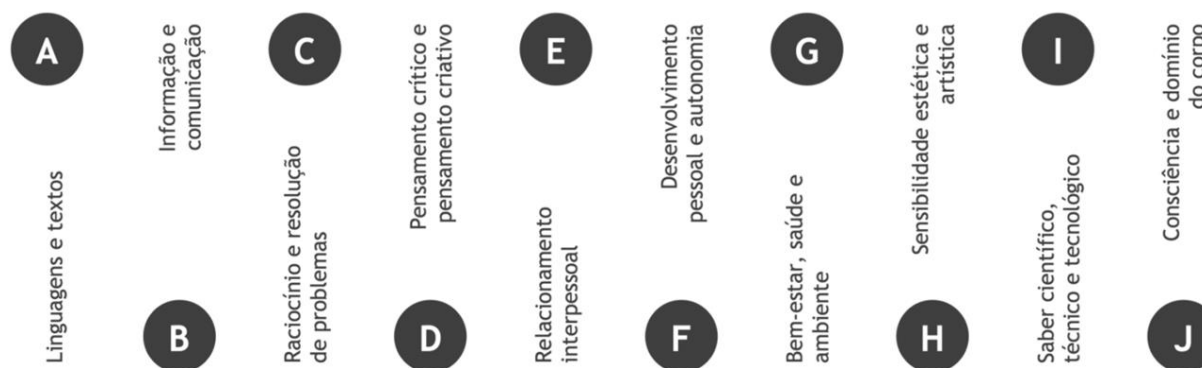 A
Linguagens e textos
B
Informação e
comunicação
C
Raciocínio e resolução
de problemas
D
Pensamento crítico e
pensamento criativo
E
Relacionamento
interpessoal
F
Desenvolvimento
pessoal e autonomia
G
Bem-estar, saúde e
ambiente
H
Sensibilidade estética e
artística
I
Saber científico,
técnico e tecnológico
J
Consciência e domínio
do corpo